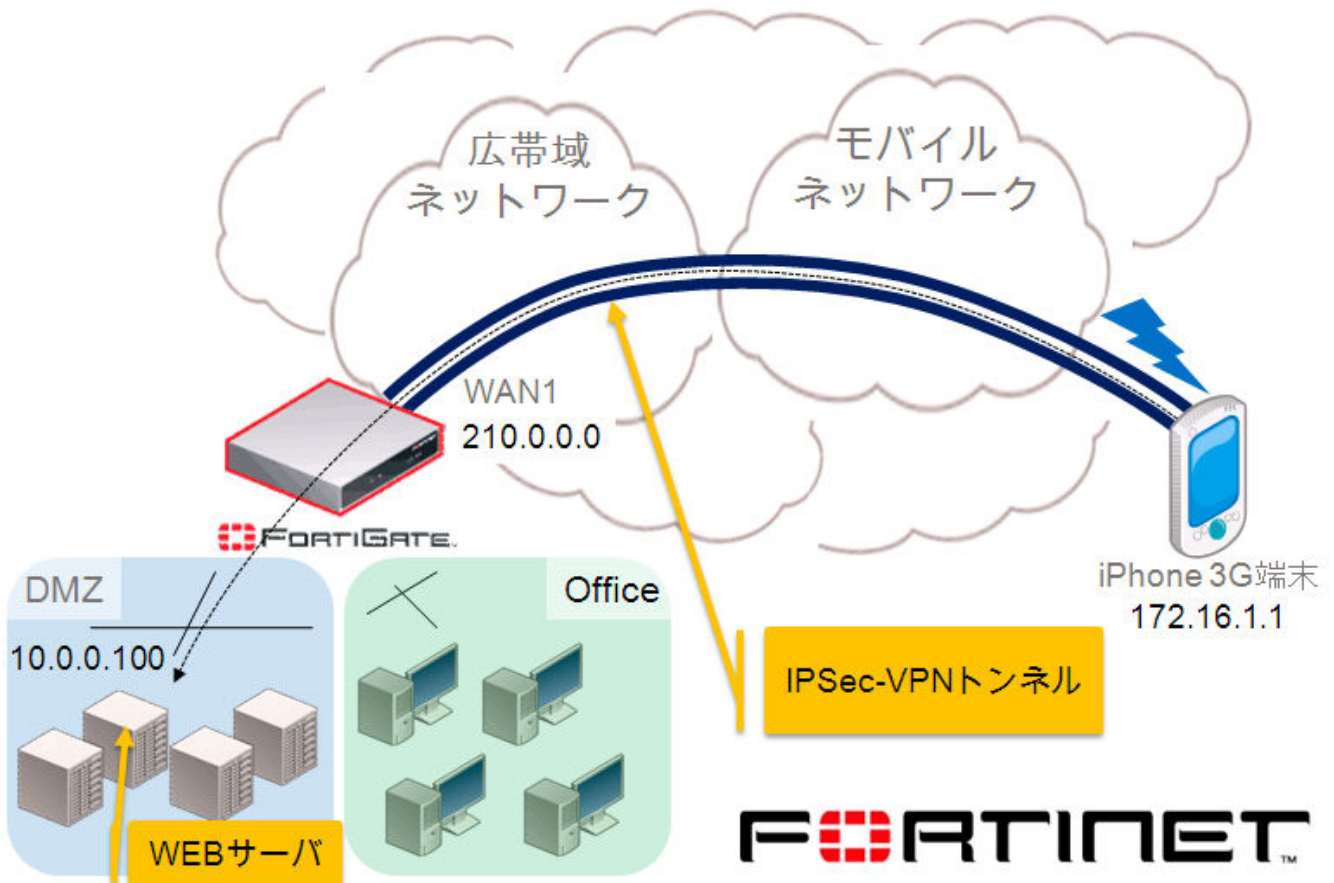 広帯域
ネットワーク
モバイル
ネットワーク
WAN1
210.0.0.0
FORTIGATE
iPhone 3G端末
172.16.1.1
DMZ
10.0.0.100
Office
IPSec-VPNトンネル
WEBサーバ
FORTINET™